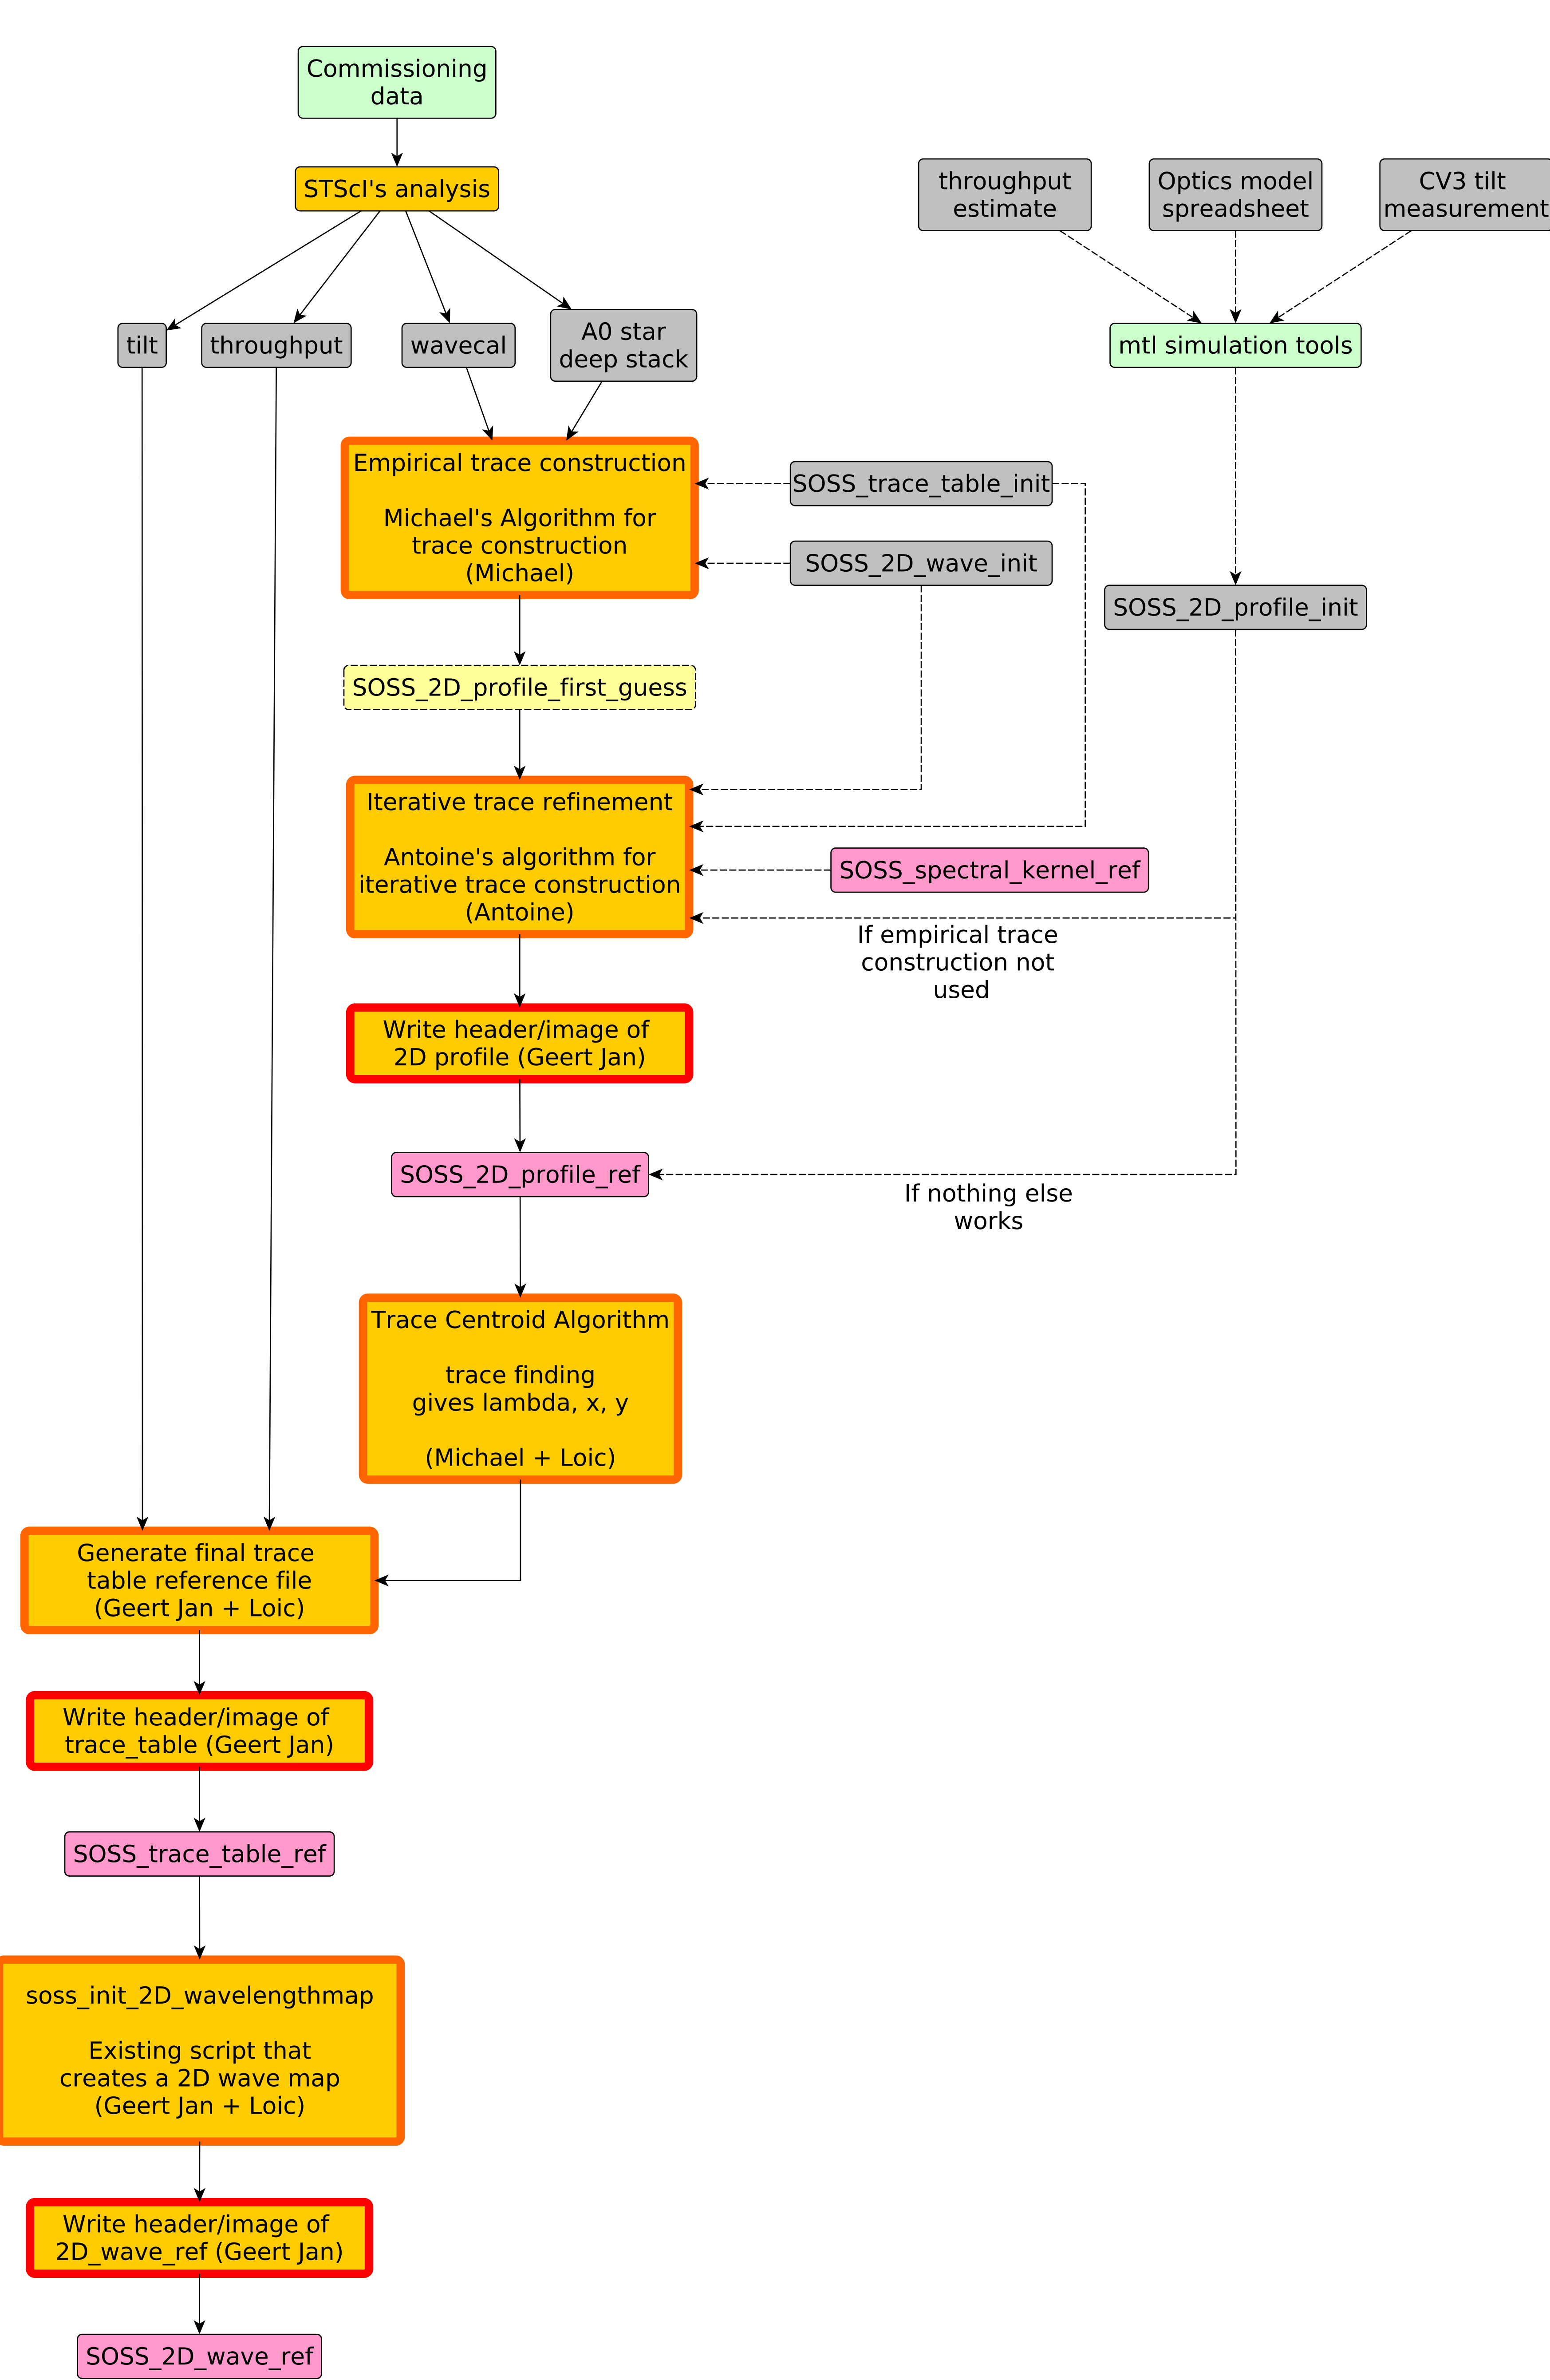 Commissioning
data
STScI's analysis
throughput
estimate
Optics model
spreadsheet
CV3 tilt
measurement
tilt
throughput
wavecal
A0 star
deep stack
mtl simulation tools
Empirical trace construction
Michael's Algorithm for
trace construction
(Michael)
SOSS_trace_table_init
SOSS_2D_wave_init
SOSS_2D_profile_init
SOSS_2D_profile_first_guess
Iterative trace refinement
Antoine's algorithm for
iterative trace construction
(Antoine)
SOSS_spectral_kernel_ref
If empirical trace
construction not
used
Write header/image of
2D profile (Geert Jan)
SOSS_2D_profile_ref
If nothing else
works
Trace Centroid Algorithm
trace finding
gives lambda, x, y
(Michael + Loic)
Generate final trace
table reference file
(Geert Jan + Loic)
Write header/image of
trace_table (Geert Jan)
SOSS_trace_table_ref
soss_init_2D_wavelengthmap
Existing script that
creates a 2D wave map
(Geert Jan + Loic)
Write header/image of
2D_wave_ref (Geert Jan)
SOSS_2D_wave_ref